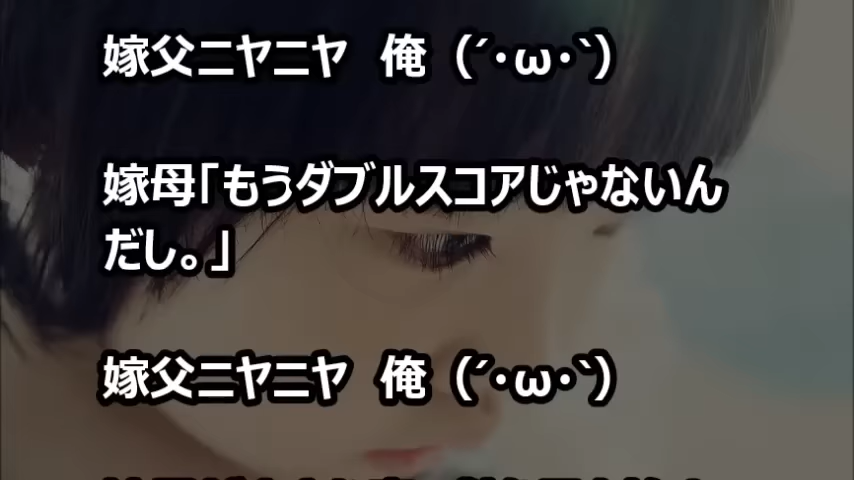 嫁父ニヤニヤ　俺（´･ω･`）
嫁母「もうダブルスコアじゃないん
だし。」
嫁父ニヤニヤ　俺（´･ω･`）